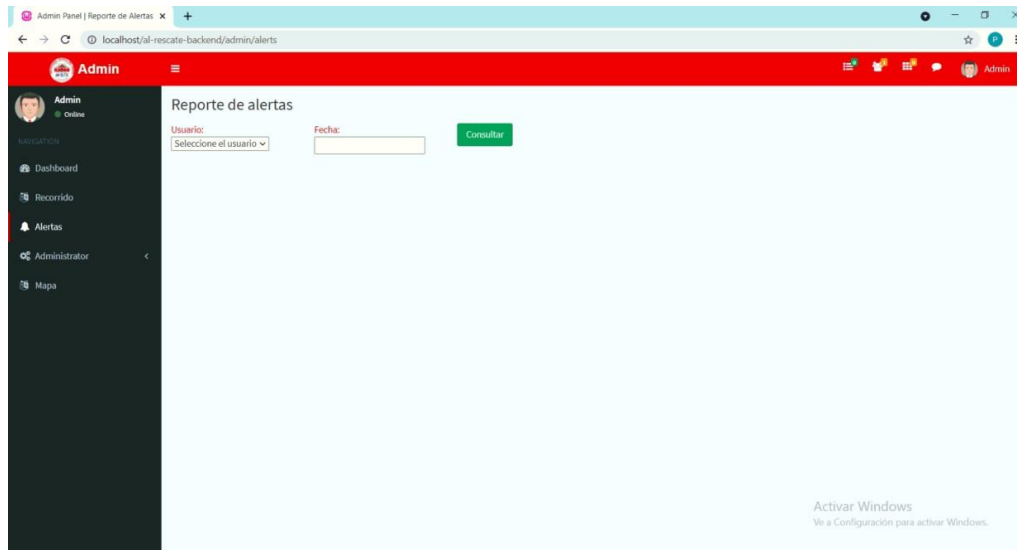 Admin Panel | Reporte de Alertas
localhost/al-rescate-backend/admin/alerts
P
Admin
Admin
Admin
Online
NAVIGATION
Dashboard
Recorrido
Alertas
Administrator
Mapa
Reporte de alertas
Usuario:
Fecha:
Seleccione el usuario
Consultar
Activar Windows
Ve a Configuración para activar Windows.